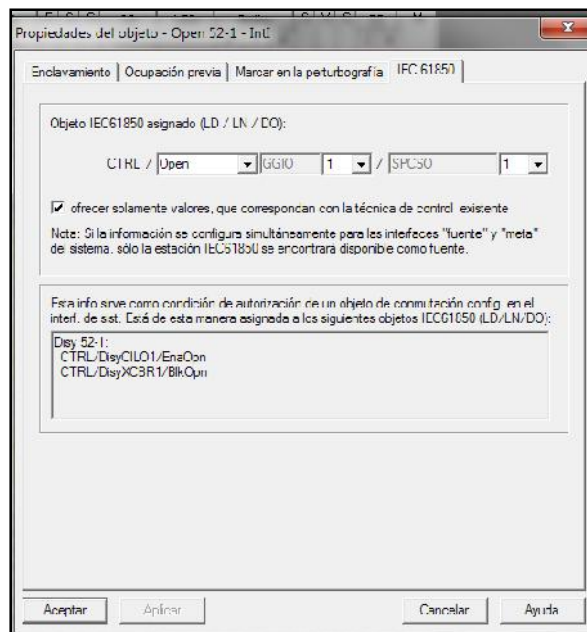 Propiedades del objeto - Open 52-1 - IntI
Enclavamiento Ocupación previa Marcar en la perturbografía IEC 61850
Objeto IEC61850 asignado (LD / LN / DO):
CTRL / Open GGIO 1 / SPCSO 1
ofrecer solamente valores, que correspondan con la técnica de control existente
Nota: Si la información se configura simultáneamente para las interfaces "fuente" y "meta"
del sistema, sólo la estación IEC61850 se encontrará disponible como fuente.
Esta info sirve como condición de autorización de un objeto de conmutación config. en el
interf. de sist. Está de esta manera asignada a los siguientes objetos IEC61850 (LD/LN/DO):
Disy 52-1:
CTRL/DisyCILO1/EnaOpn
CTRL/DisyXCBR1/BlkOpn
Aceptar Aplicar Cancelar Ayuda